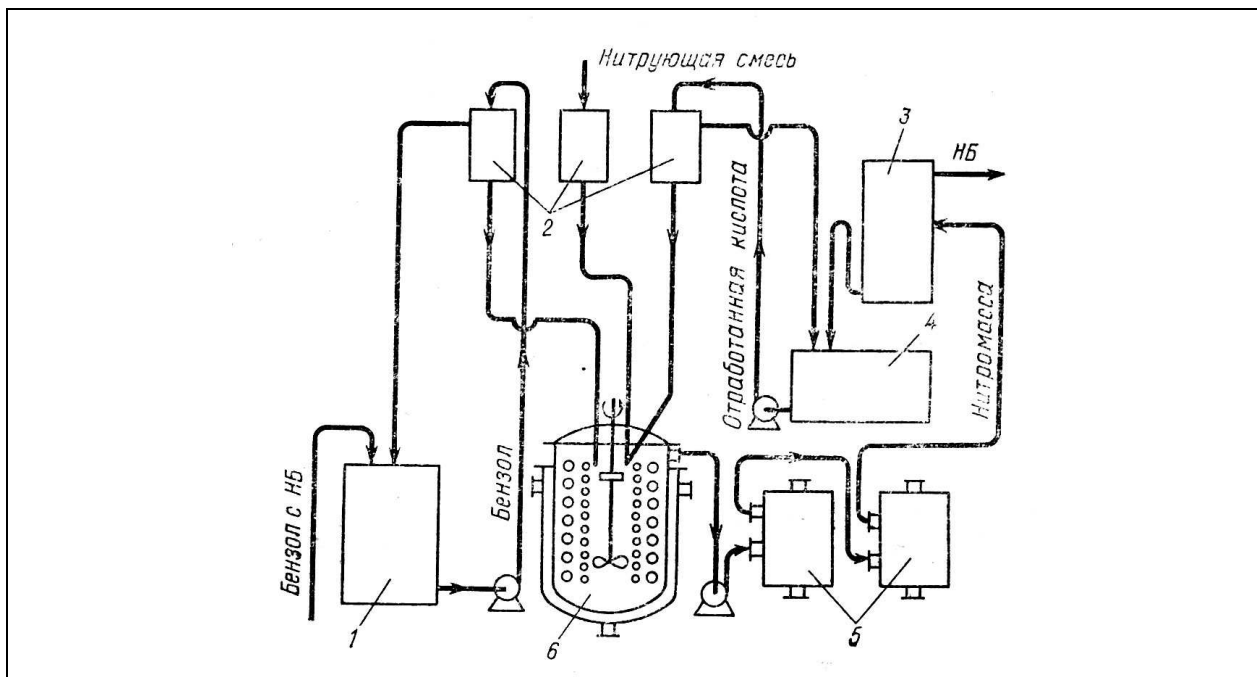 Нитрующая смесь
3
НБ
2
Отработанная кислота
4
Нитромасса
Бензол
Бензол с НБ
1
6
5